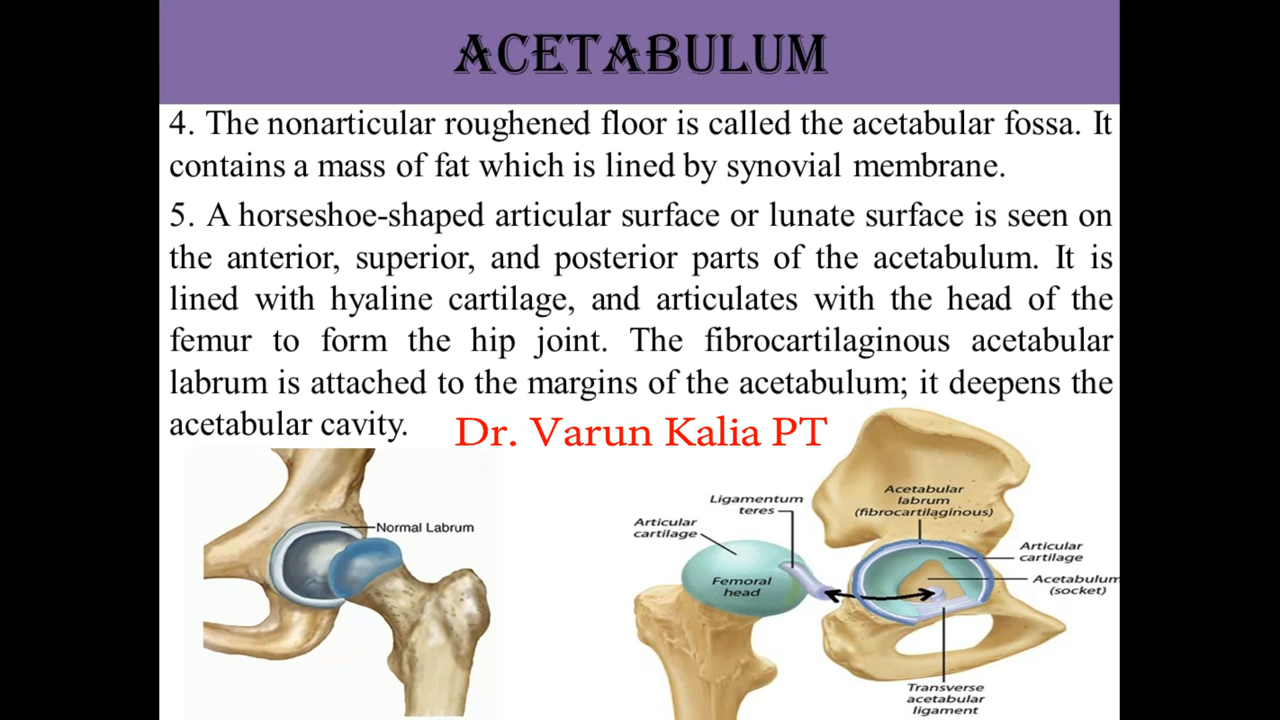 ACETABULUM
4. The nonarticular roughened floor is called the acetabular fossa. It
contains a mass of fat which is lined by synovial membrane.
5. A horseshoe-shaped articular surface or lunate surface is seen on
the anterior, superior, and posterior parts of the acetabulum. It is
lined with hyaline cartilage, and articulates with the head of the
femur to form the hip joint. The fibrocartilaginous acetabular
labrum is attached to the margins of the acetabulum; it deepens the
acetabular cavity.
Dr. Varun Kalia PT
Normal Labrum
Ligamentum
teres
Articular
cartilage
Femoral
head
Acetabular
labrum
(fibrocartilaginous)
Articular
cartilage
Acetabulum
(socket)
Transverse
acetabular
ligament